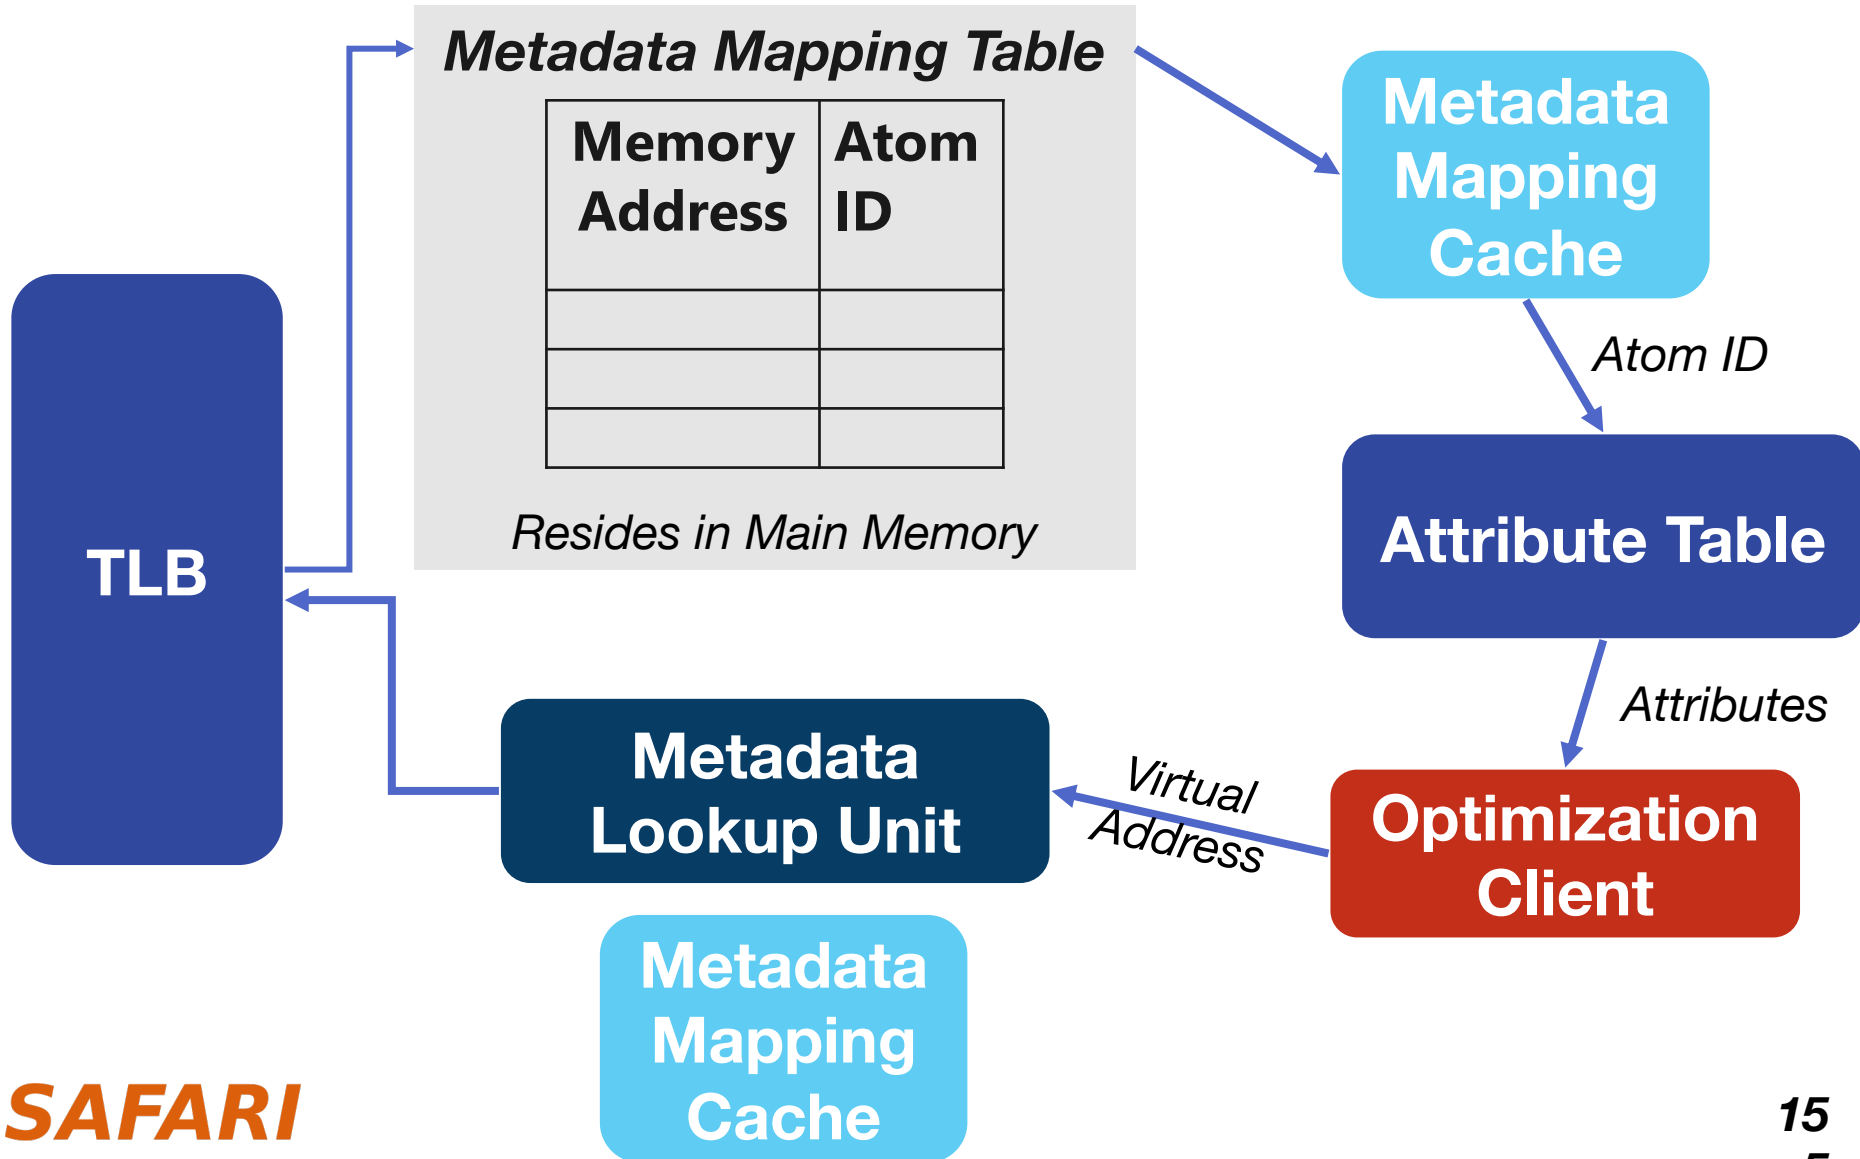 Metadata Mapping Table
Memory
Address
Atom
ID
Resides in Main Memory
Metadata
Mapping
Cache
Atom ID
TLB
Attribute Table
Attributes
Metadata
Lookup Unit
Virtual
Address
Optimization
Client
Metadata
Mapping
Cache
SAFARI
15